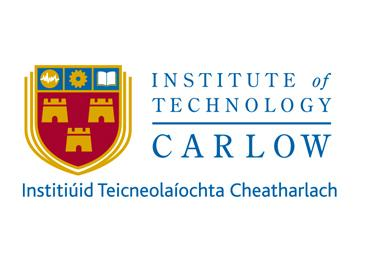 INSTITUTE of
TECHNOLOGY
CARLOW
Institiúid Teicneolaíochta Cheatharlach